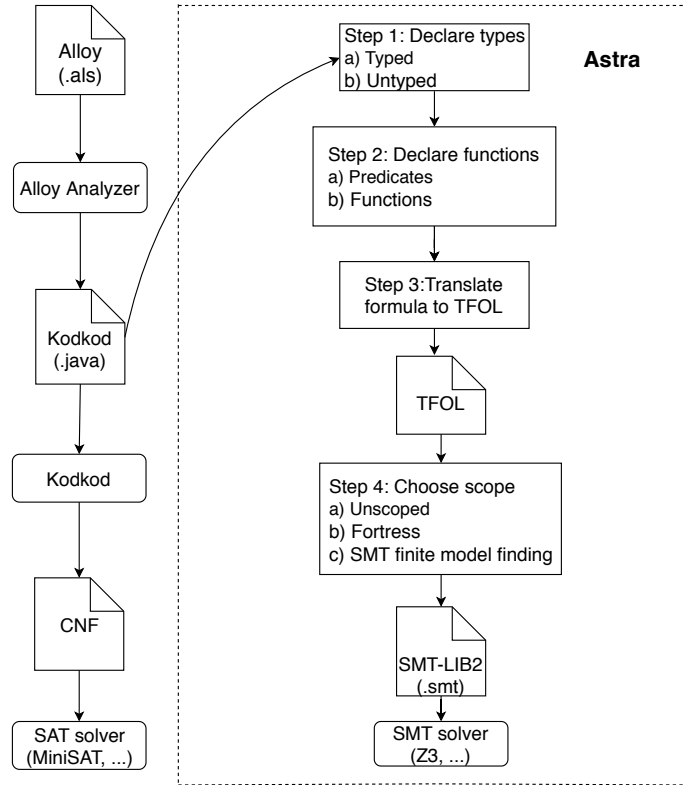 Alloy
(.als)
Alloy Analyzer
Kodkod
(.java)
Kodkod
CNF
SAT solver
(MiniSAT, ...)
Astra
Step 1: Declare types
a) Typed
b) Untyped
Step 2: Declare functions
a) Predicates
b) Functions
Step 3:Translate
formula to TFOL
TFOL
Step 4: Choose scope
a) Unscoped
b) Fortress
c) SMT finite model finding
SMT-LIB2
(.smt)
SMT solver
(Z3, ...)